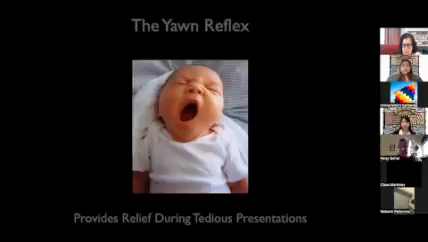 The Yawn Reflex
Provides Relief During Tedious Presentations